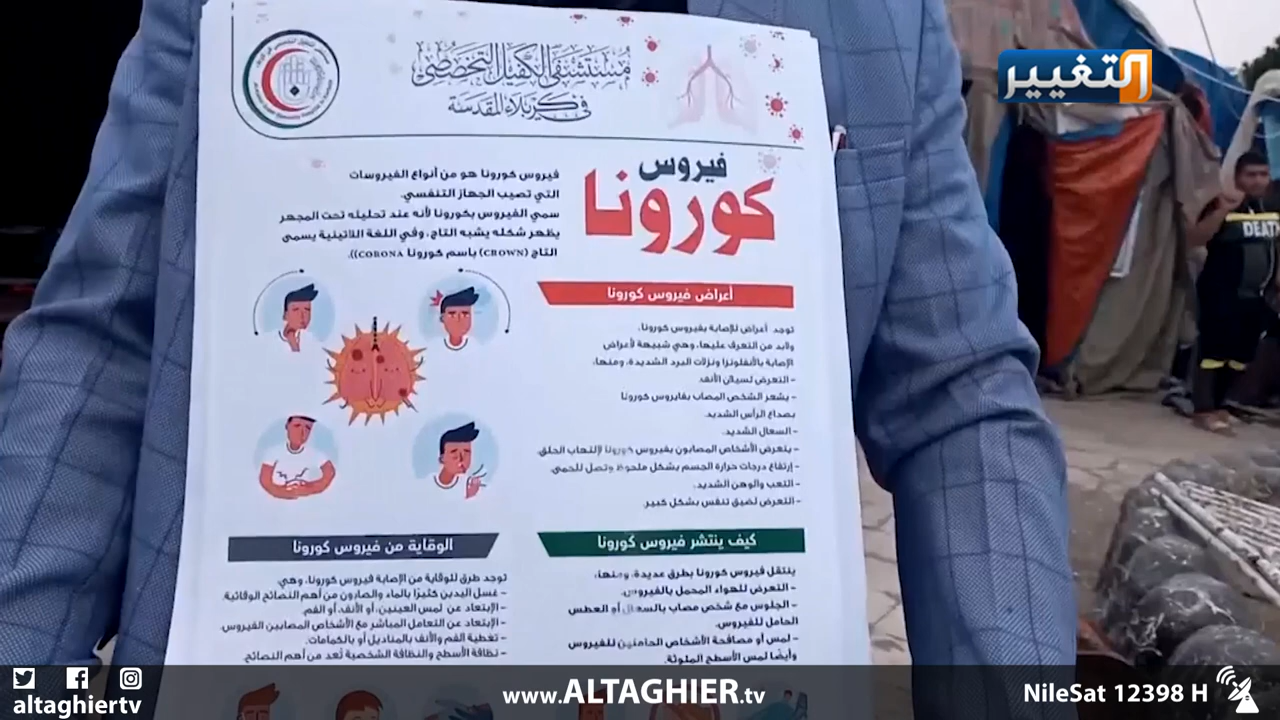 مستشفى الكفيل التخصصي
في كربلاء المقدسة
التغيير
فيروس
كورونا
فيروس كورونا هو من أنواع الفيروسات
التي تصيب الجهاز التنفسي.
سمي الفيروس بكورونا لأنه عند تحليله تحت المجهر
يظهر شكله يشبه التاج، وفي اللغة اللاتينية يسمى
التاج (CROWN) باسم كورونا CORONA)).
أعراض فيروس كورونا
توجد أعراض للإصابة بفيروس كورونا،
ولابد من التعرف عليها، وهي شبيهة لأعراض
الإصابة بالأنفلونزا ونزلات البرد الشديدة، ومنها،
- التعرض لسيلان الأنف.
- يشعر الشخص المصاب بفايروس كورونا
بصداع الرأس الشديد.
- السعال الشديد.
- يتعرض الأشخاص المصابون بفيروس كورونا لإلتهاب الحلق.
- إرتفاع درجات حرارة الجسم بشكل ملحوظ وتصل للحمى.
- التعب والوهن الشديد.
- التعرض لضيق تنفس بشكل كبير.
كيف ينتشر فيروس كورونا
ينتقل فيروس كورونا بطرق عديدة، ومنها،
- التعرض للهواء المحمل بالفيروس.
- الجلوس مع شخص مصاب بالسعال أو العطس
الحامل للفيروس.
- لمس أو مصافحة الأشخاص الحاملين للفيروس
وأيضًا لمس الأسطح الملوثة.
الوقاية من فيروس كورونا
توجد طرق للوقاية من الإصابة فيروس كورونا، وهي،
- غسل اليدين كثيرًا بالماء والصابون من أهم النصائح الوقائية.
- الإبتعاد عن لمس العينين، أو الأنف، أو الفم.
- الإبتعاد عن التعامل المباشر مع الأشخاص المصابين الفيروس.
- تغطية الفم والأنف بالمناديل أو بالكمامات.
- نظافة الأسطح والنظافة الشخصية تُعد من أهم النصائح.
DEATH
altaghiertv
www.ALTAGHIER.tv
NileSat 12398 H